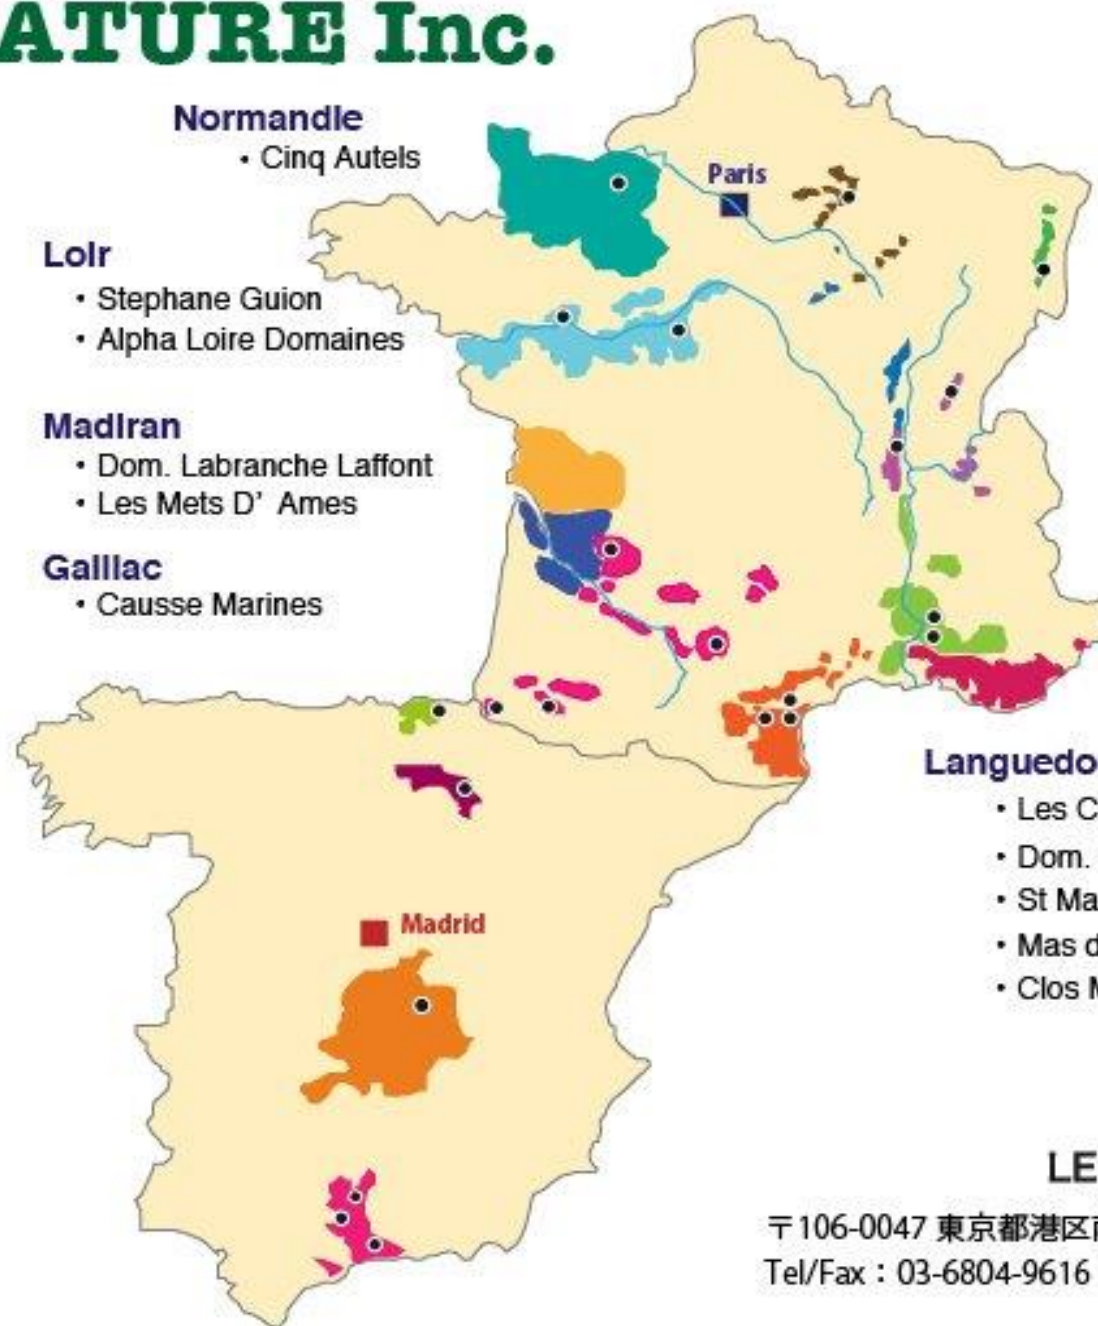 ATURE Inc.
Normandie
• Cinq Autels
Paris
Loir
• Stephane Guion
• Alpha Loire Domaines
Madiran
• Dom. Labranche Laffont
• Les Mets D’ Ames
Gaillac
• Causse Marines
Languedo
• Les C
• Dom.
• St Ma
• Mas d
• Clos M
Madrid
LE
〒106-0047 東京都港区南
Tel/Fax：03-6804-9616